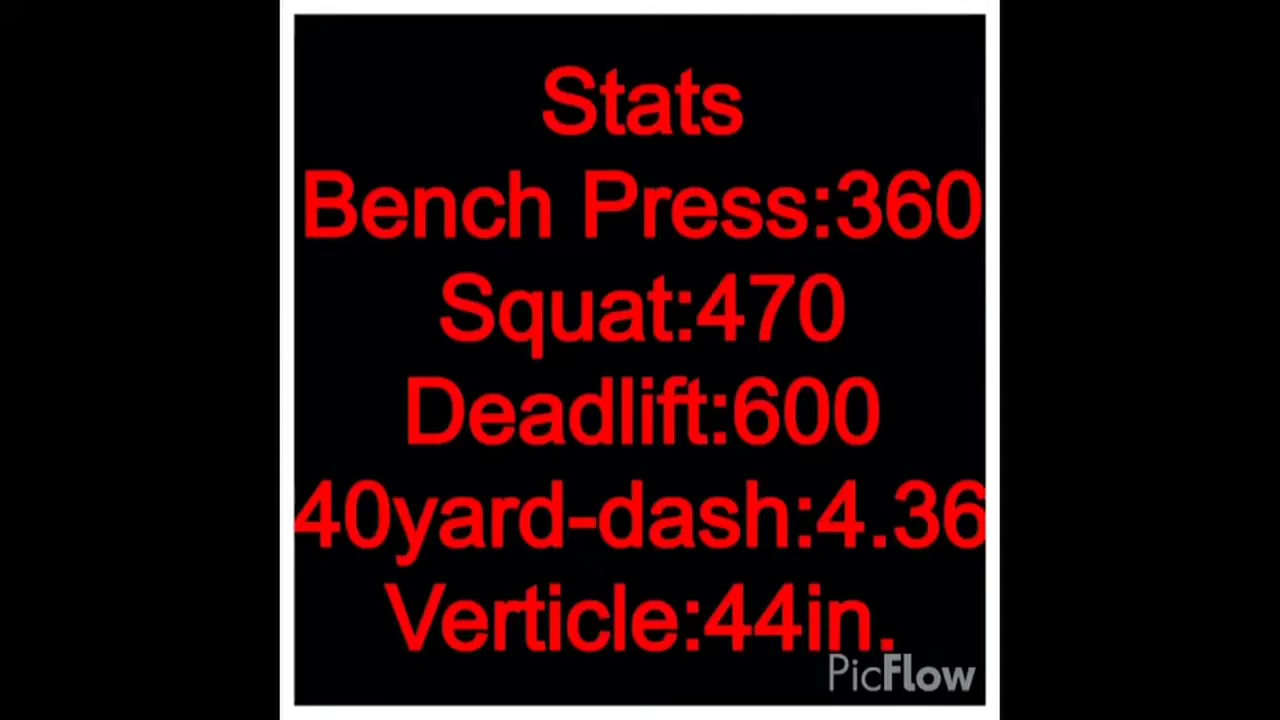 Stats
Bench Press:360
Squat:470
Deadlift:600
40yard-dash:4.36
Verticle:44in.
PicFlow